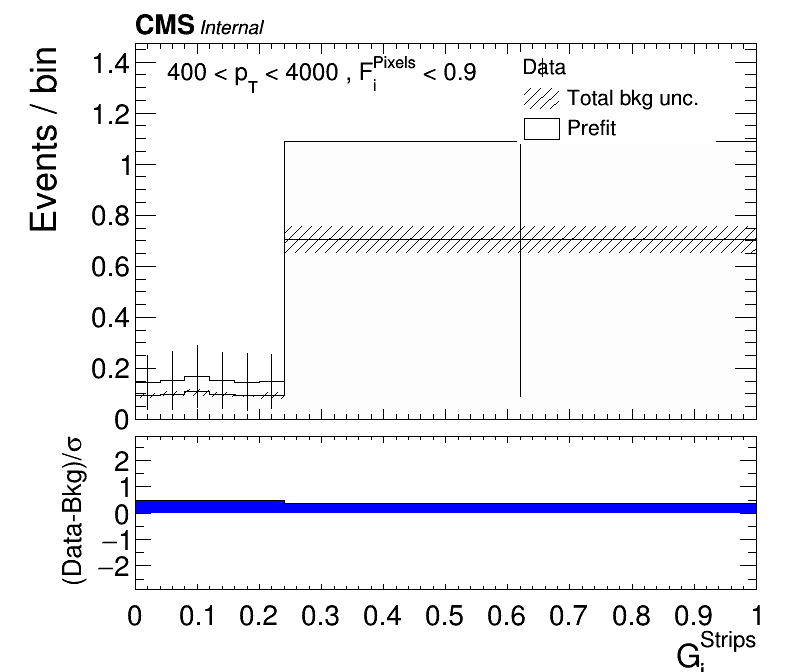 CMS Internal
400 < p_T < 4000 , F_i^Pixels < 0.9
Data
Total bkg unc.
Prefit
Events / bin
1.4
1.2
1
0.8
0.6
0.4
0.2
0
(Data-Bkg)/σ
2
1
0
−1
−2
0 0.1 0.2 0.3 0.4 0.5 0.6 0.7 0.8 0.9 1
G_i^Strips